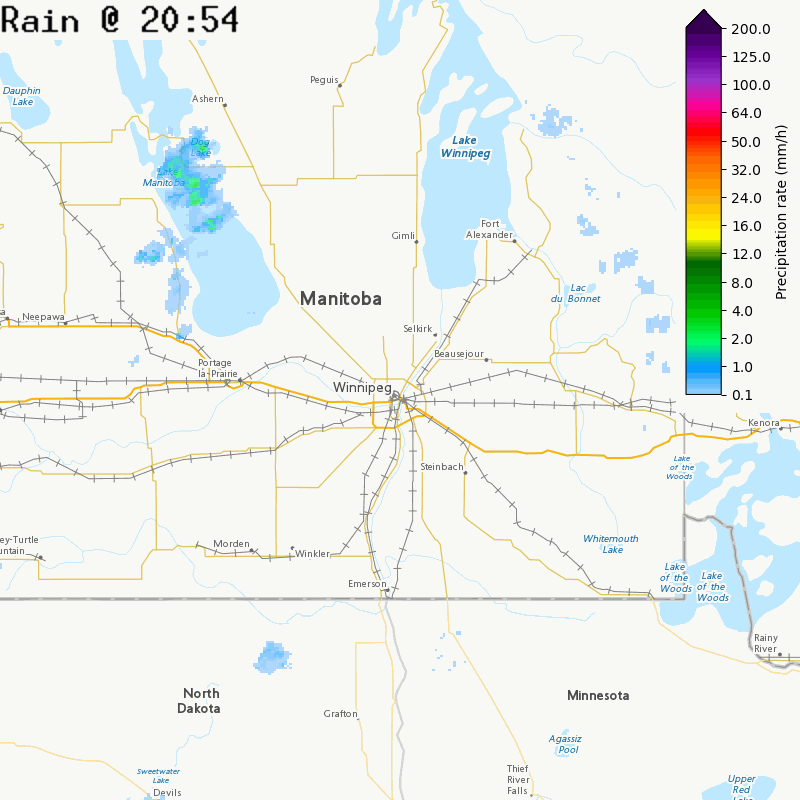 Rain @ 20:54
200.0
125.0
100.0
64.0
50.0
32.0
24.0
16.0
12.0
8.0
4.0
2.0
1.0
0.1
Precipitation rate (mm/h)
Dauphin
Lake
Ashern
Peguis
Dog
Lake
Lake
Manitoba
Lake
Winnipeg
Gimli
Fort
Alexander
Lac
du Bonnet
Manitoba
a
Neepawa
Selkirk
Beausejour
Portage
la-Prairie
Winnipeg
Kenora
Steinbach
Lake
of the
Woods
ey-Turtle
untain
Morden
Winkler
Whitemouth
Lake
Emerson
Lake
of the
Woods
Lake
of the
Woods
Rainy
River
North
Dakota
Minnesota
Grafton
Agassiz
Pool
Sweetwater
Lake
Devils
Thief
River
Falls
Upper
Red
Lake